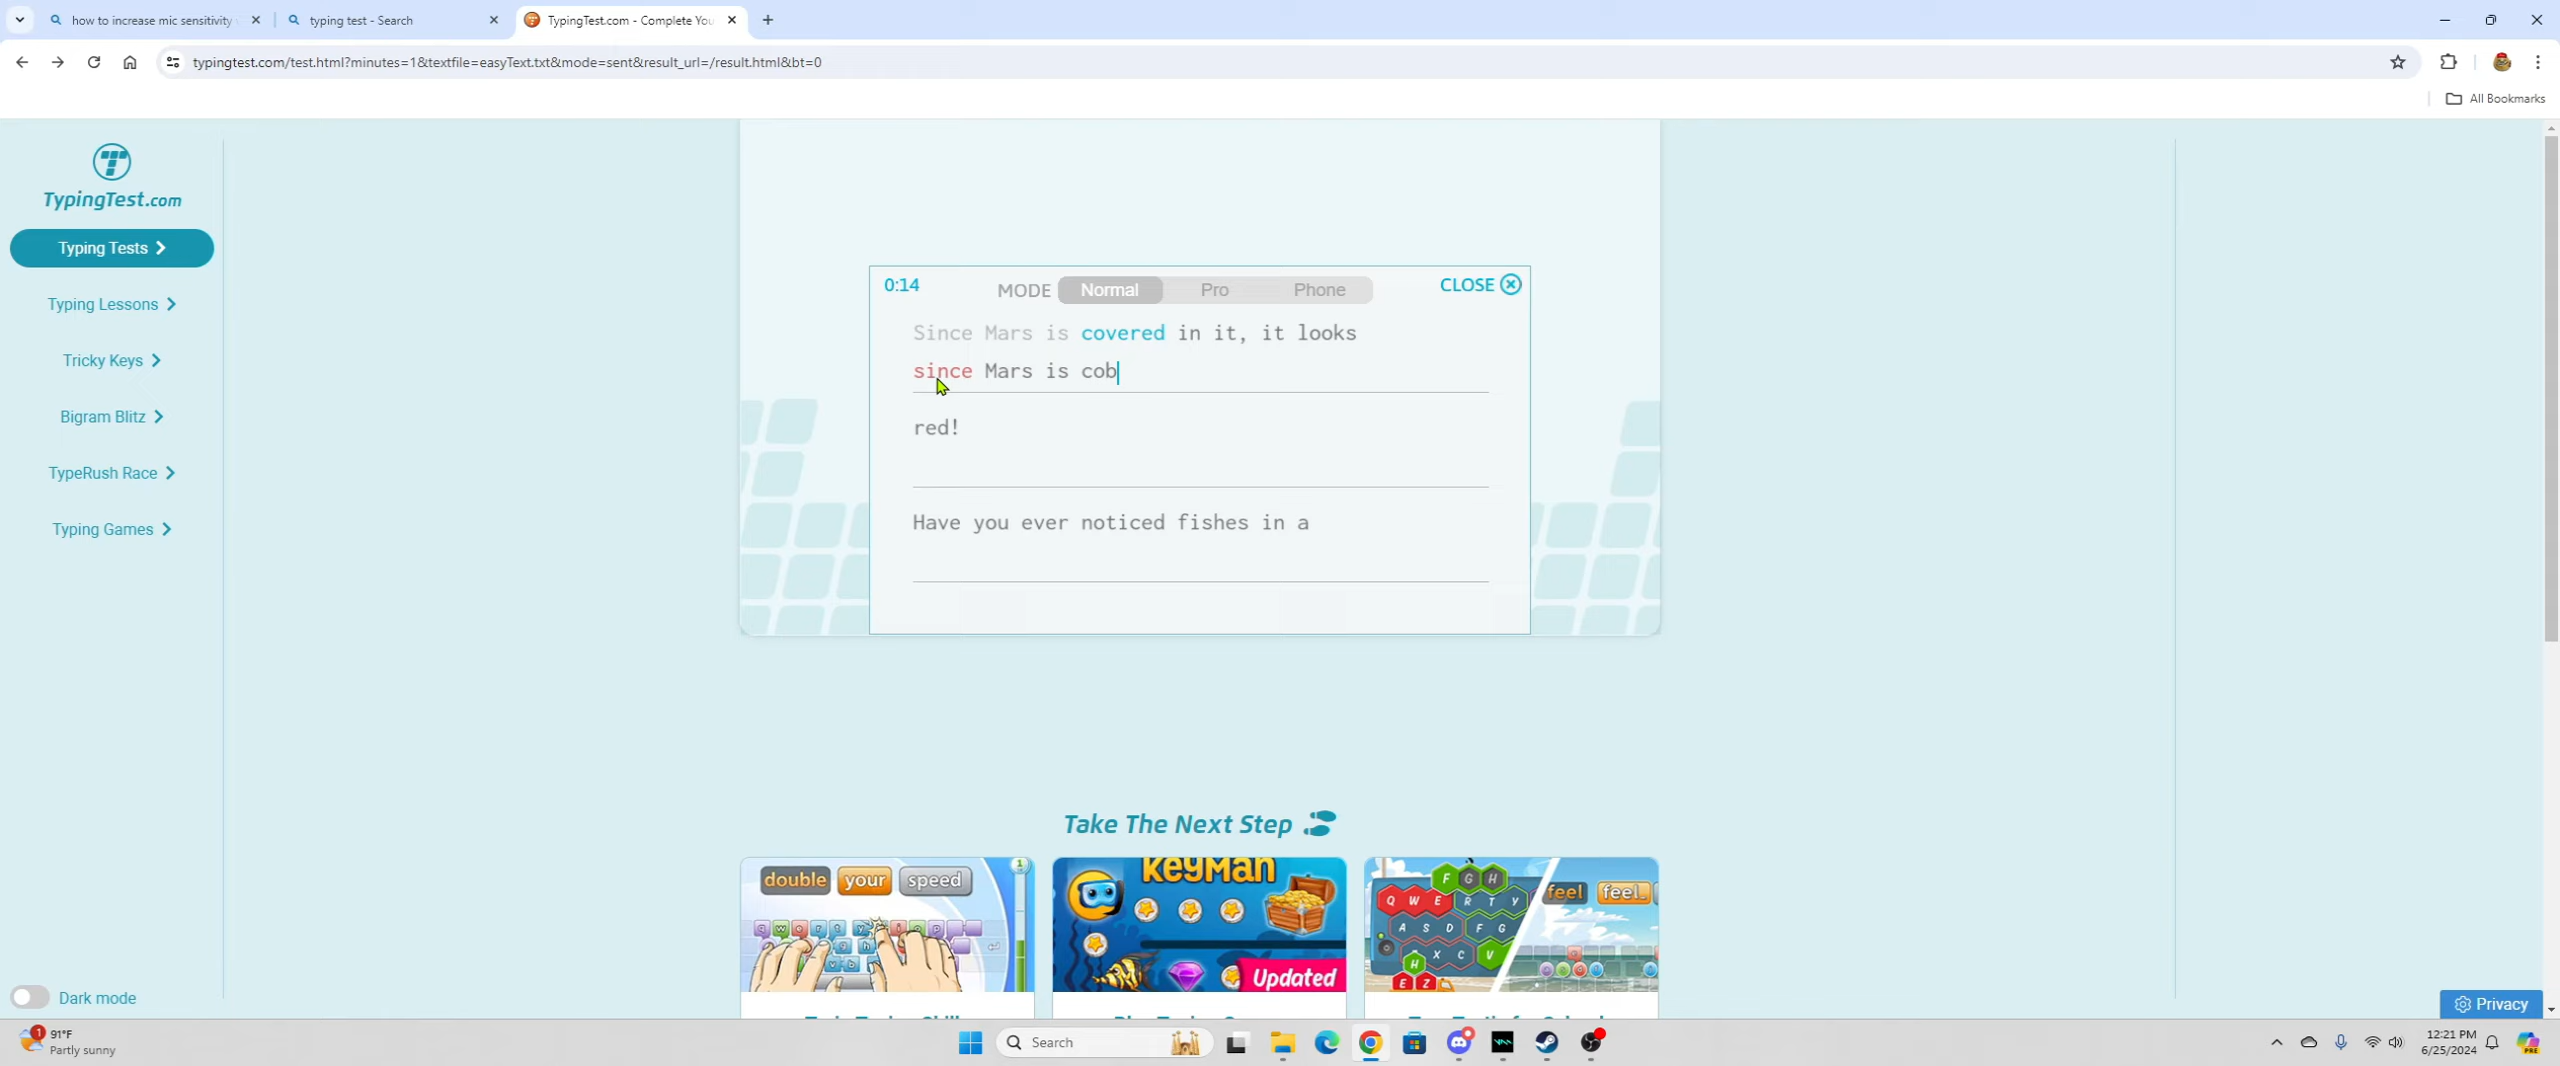 how to increase mic sensitivity
typing test - Search
TypingTest.com - Complete You
typingtest.com/test.html?minutes=1&textfile=easyText.txt&mode=sent&result_url=/result.html&bt=0
All Bookmarks
TypingTest.com
Typing Tests
Typing Lessons
Tricky Keys
Bigram Blitz
TypeRush Race
Typing Games
Dark mode
0:14
MODE Normal Pro Phone
CLOSE
Since Mars is covered in it, it looks
since Mars is cob
red!
Have you ever noticed fishes in a
Take The Next Step
double your speed
KeyMan
Updated
feel feel
Privacy
1
91°F
Partly sunny
Search
12:21 PM
6/25/2024